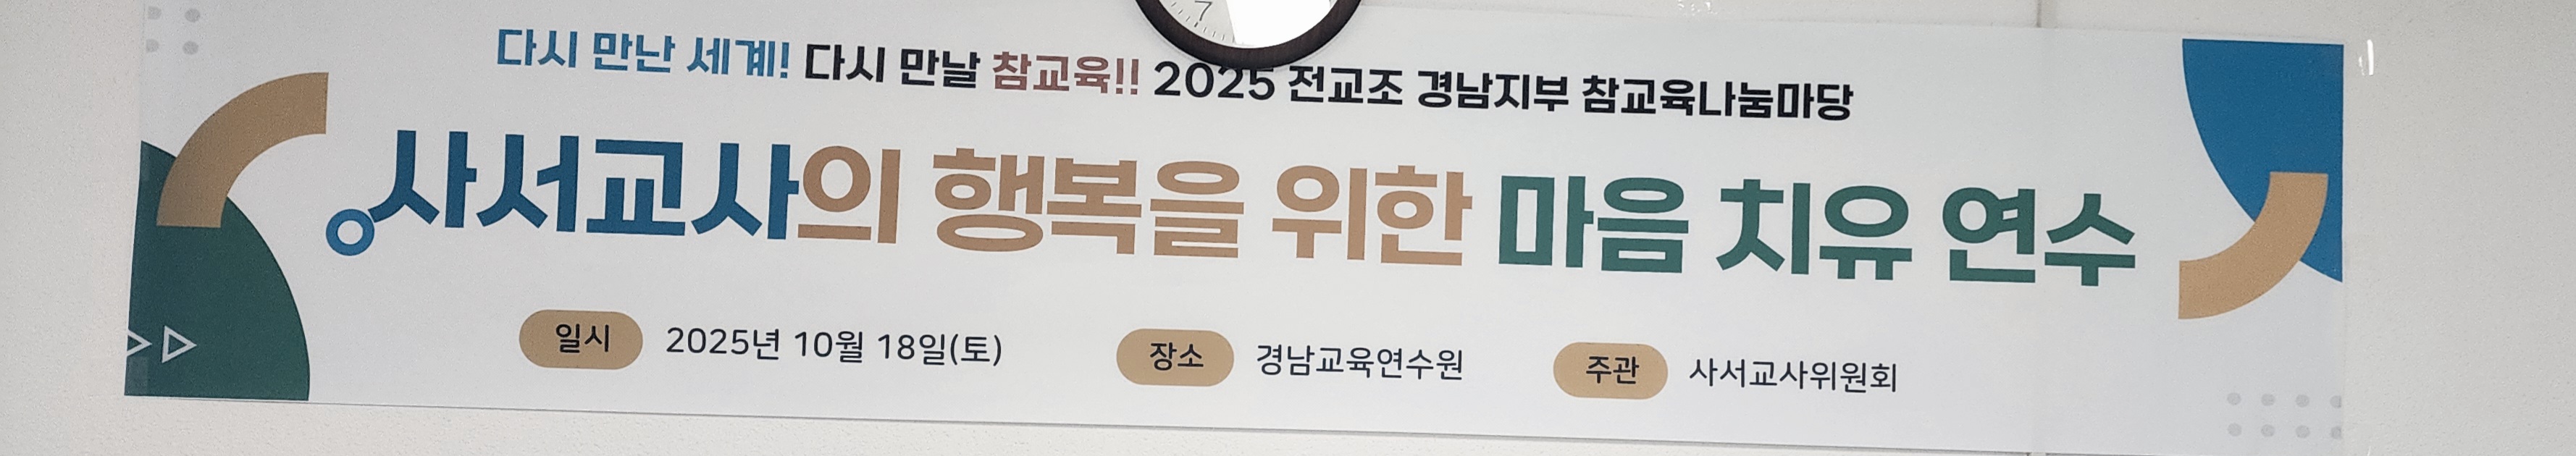 7
다시 만난 세계! 다시 만날 참교육!! 2025 전교조 경남지부 참교육나눔마당
사서교사의 행복을 위한 마음 치유 연수
일시 2025년 10월 18일(토) 장소 경남교육연수원 주관 사서교사위원회